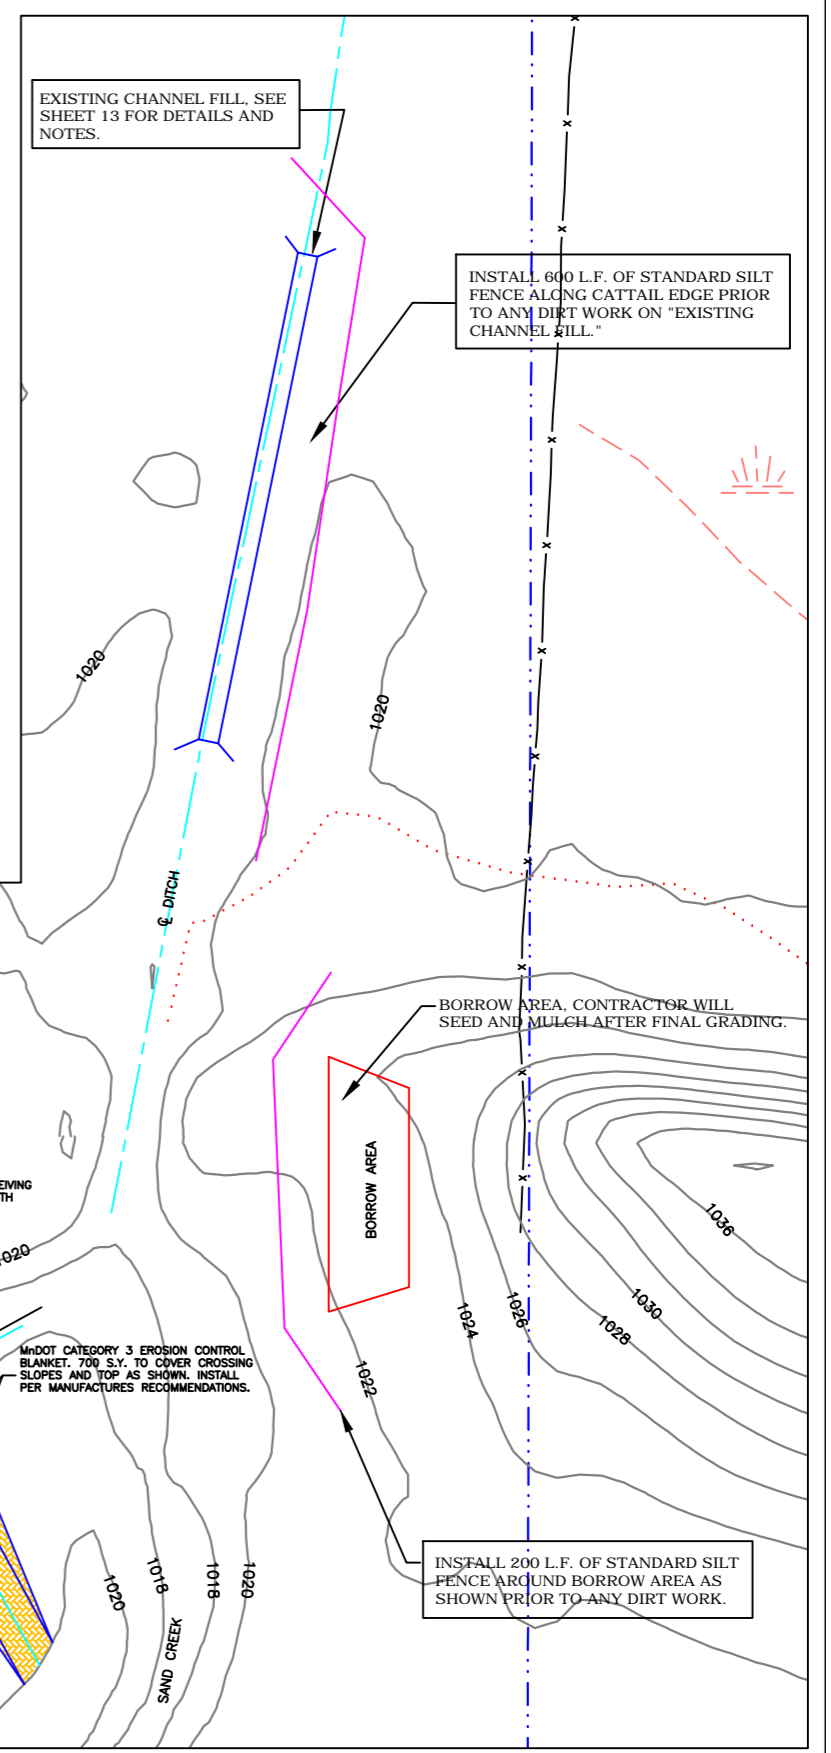 EXISTING CHANNEL FILL, SEE
SHEET 13 FOR DETAILS AND
NOTES.
INSTALL 600 L.F. OF STANDARD SILT
FENCE ALONG CATTAIL EDGE PRIOR
TO ANY DIRT WORK ON "EXISTING
CHANNEL FILL."
1020
1020
℄ DITCH
BORROW AREA, CONTRACTOR WILL
SEED AND MULCH AFTER FINAL GRADING.
BORROW AREA
EIVING
TH
1020
1036
1030
1028
1026
1024
1022
MnDOT CATEGORY 3 EROSION CONTROL
BLANKET. 700 S.Y. TO COVER CROSSING
SLOPES AND TOP AS SHOWN. INSTALL
PER MANUFACTURES RECOMMENDATIONS.
INSTALL 200 L.F. OF STANDARD SILT
FENCE AROUND BORROW AREA AS
SHOWN PRIOR TO ANY DIRT WORK.
1020
1018
1018
1020
SAND CREEK